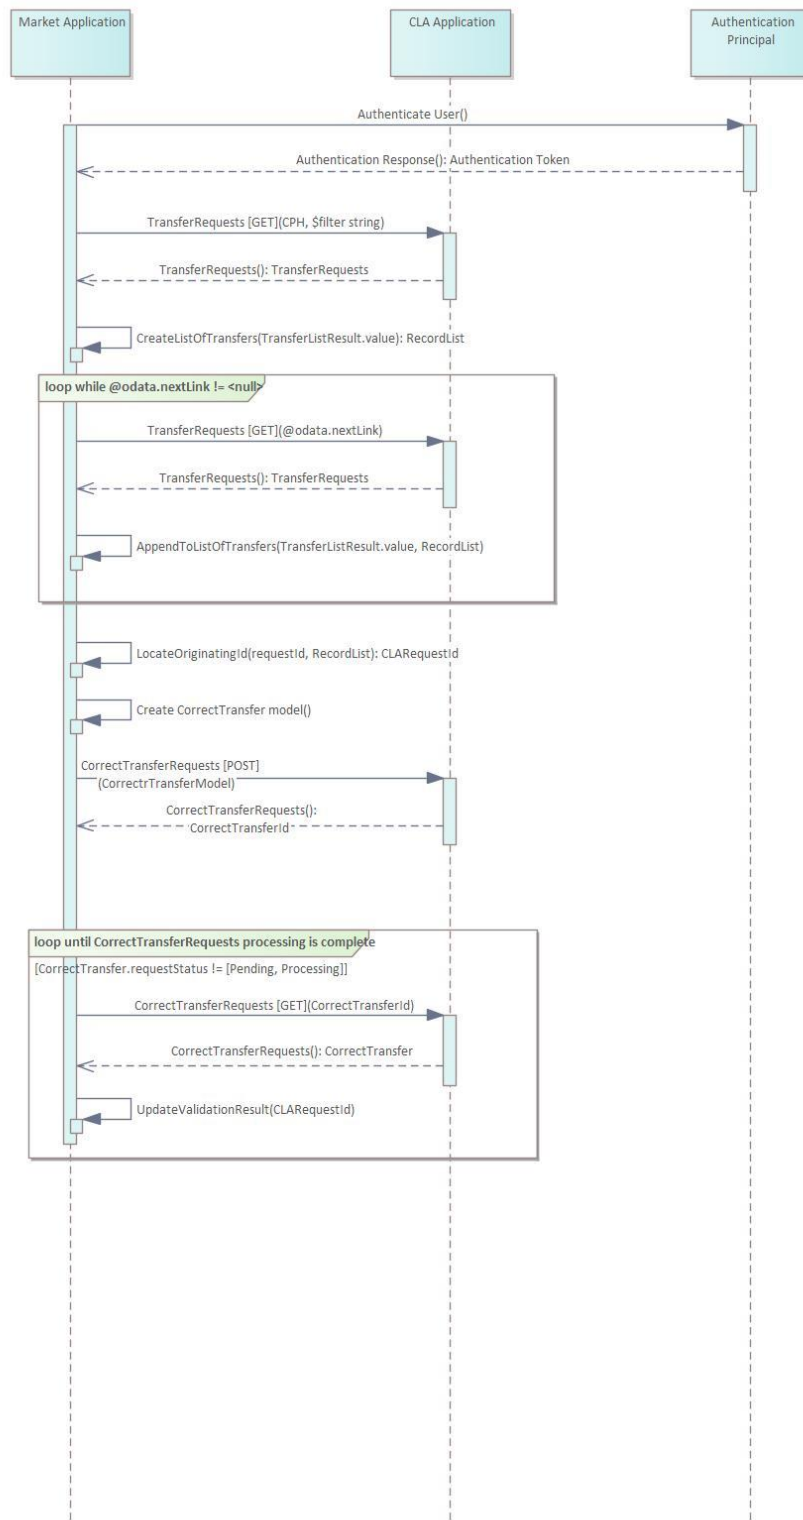 Market Application
CLA Application
Authentication
Principal
Authenticate User()
Authentication Response(): Authentication Token
TransferRequests [GET](CPH, $filter string)
TransferRequests(): TransferRequests
CreateListOfTransfers(TransferListResult.value): RecordList
loop while @odata.nextLink != <null>
TransferRequests [GET](@odata.nextLink)
TransferRequests(): TransferRequests
AppendToListOfTransfers(TransferListResult.value, RecordList)
LocateOriginatingId(requestId, RecordList): CLARequestId
Create CorrectTransfer model()
CorrectTransferRequests [POST]
(CorrectrTransferModel)
CorrectTransferRequests():
CorrectTransferId
loop until CorrectTransferRequests processing is complete
[CorrectTransfer.requestStatus != [Pending, Processing]]
CorrectTransferRequests [GET](CorrectTransferId)
CorrectTransferRequests(): CorrectTransfer
UpdateValidationResult(CLARequestId)